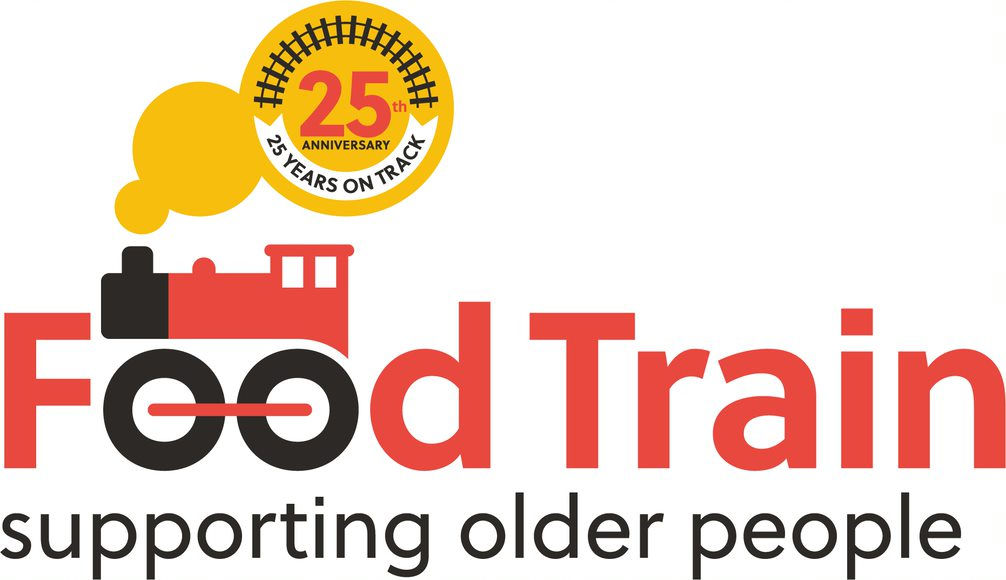 25th
ANNIVERSARY
25 YEARS ON TRACK
Food Train
supporting older people